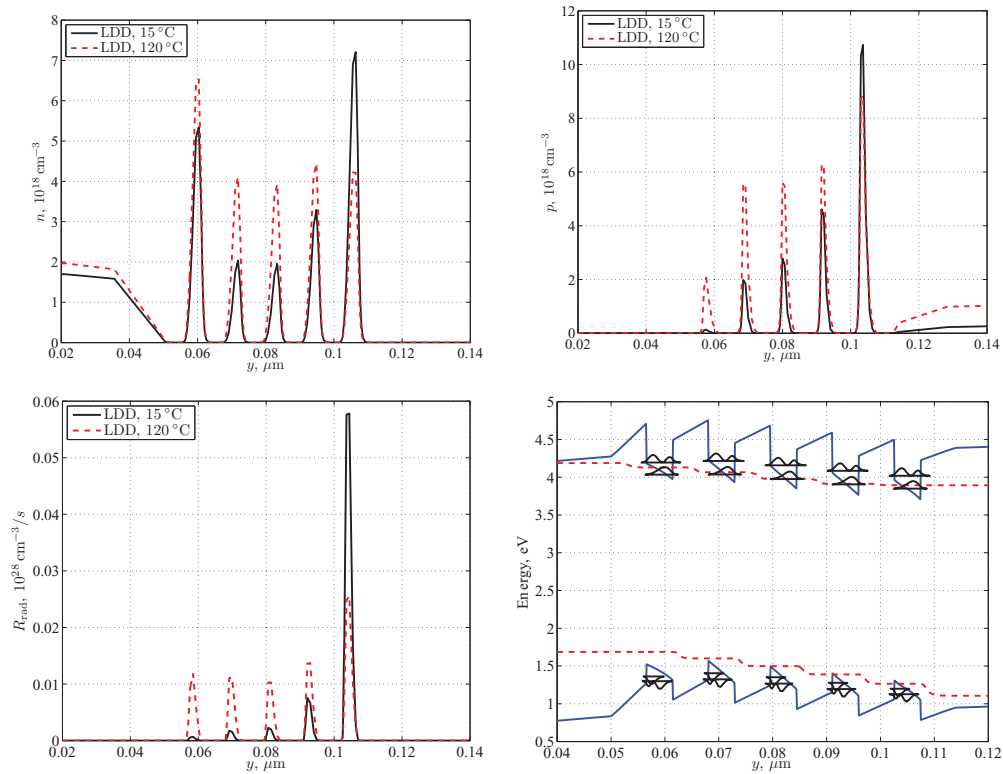 8
7
6
5
4
3
2
1
0
0.02 0.04 0.06 0.08 0.1 0.12 0.14
y, μm
n, 10^18 cm^−3
LDD, 15 °C
LDD, 120 °C
12
10
8
6
4
2
0
0.02 0.04 0.06 0.08 0.1 0.12 0.14
y, μm
p, 10^18 cm^−3
LDD, 15 °C
LDD, 120 °C
0.06
0.05
0.04
0.03
0.02
0.01
0
0.02 0.04 0.06 0.08 0.1 0.12 0.14
y, μm
R_rad, 10^28 cm^−3/s
LDD, 15 °C
LDD, 120 °C
5
4.5
4
3.5
3
2.5
2
1.5
1
0.5
0.04 0.05 0.06 0.07 0.08 0.09 0.10 0.11 0.12
y, μm
Energy, eV